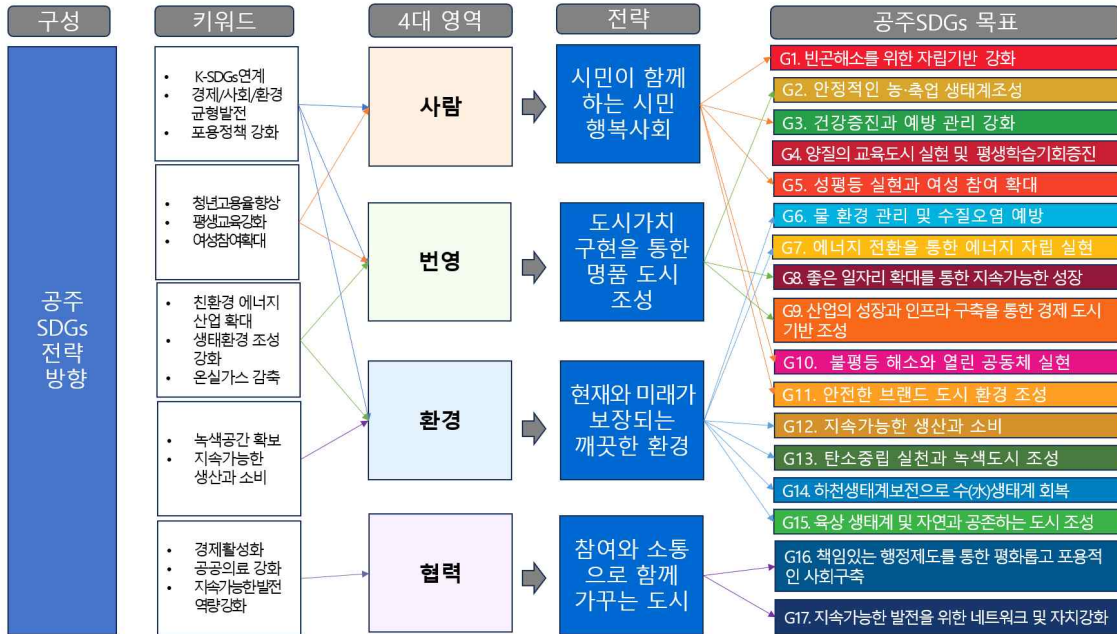 구성
키워드
4대 영역
전략
공주SDGs 목표
공주
SDGs
전략
방향
• K-SDGs연계
• 경제/사회/환경
균형발전
• 포용정책 강화
• 청년고용율향상
• 평생교육강화
• 여성참여확대
• 친환경 에너지
산업 확대
• 생태환경 조성
강화
• 온실가스 감축
• 녹색공간 확보
• 지속가능한
생산과 소비
• 경제활성화
• 공공의료 강화
• 지속가능한발전
역량강화
사람
번영
환경
협력
시민이 함께
하는 시민
행복사회
도시가치
구현을 통한
명품 도시
조성
현재와 미래가
보장되는
깨끗한 환경
참여와 소통
으로 함께
가꾸는 도시
G1. 빈곤해소를 위한 자립기반 강화
G2. 안정적인 농·축업 생태계조성
G3. 건강증진과 예방 관리 강화
G4. 양질의 교육도시 실현 및 평생학습기회증진
G5. 성평등 실현과 여성 참여 확대
G6. 물 환경 관리 및 수질오염 예방
G7. 에너지 전환을 통한 에너지 자립 실현
G8. 좋은 일자리 확대를 통한 지속가능한 성장
G9. 산업의 성장과 인프라 구축을 통한 경제 도시
기반 조성
G10. 불평등 해소와 열린 공동체 실현
G11. 안전한 브랜드 도시 환경 조성
G12. 지속가능한 생산과 소비
G13. 탄소중립 실천과 녹색도시 조성
G14. 하천생태계보전으로 수(水)생태계 회복
G15. 육상 생태계 및 자연과 공존하는 도시 조성
G16. 책임있는 행정제도를 통한 평화롭고 포용적
인 사회구축
G17. 지속가능한 발전을 위한 네트워크 및 자치강화